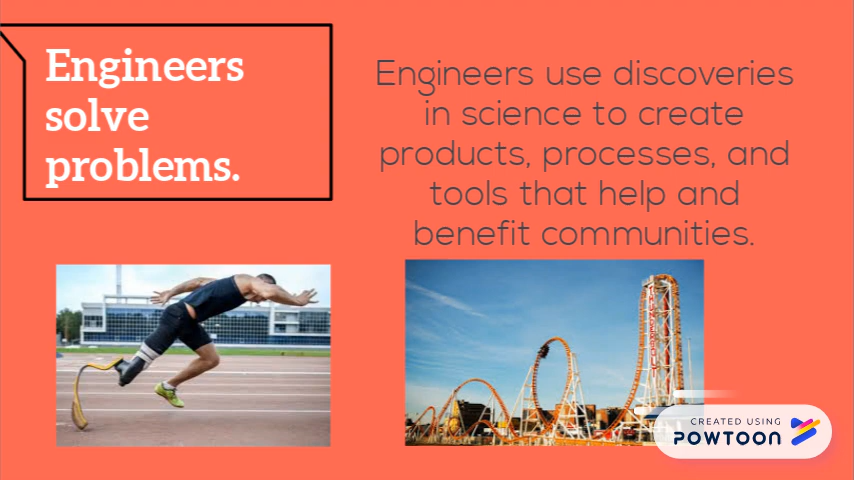 Engineers
solve
problems.
Engineers use discoveries
in science to create
products, processes, and
tools that help and
benefit communities.
THUNDERBOLT
CREATED USING
POWTOON